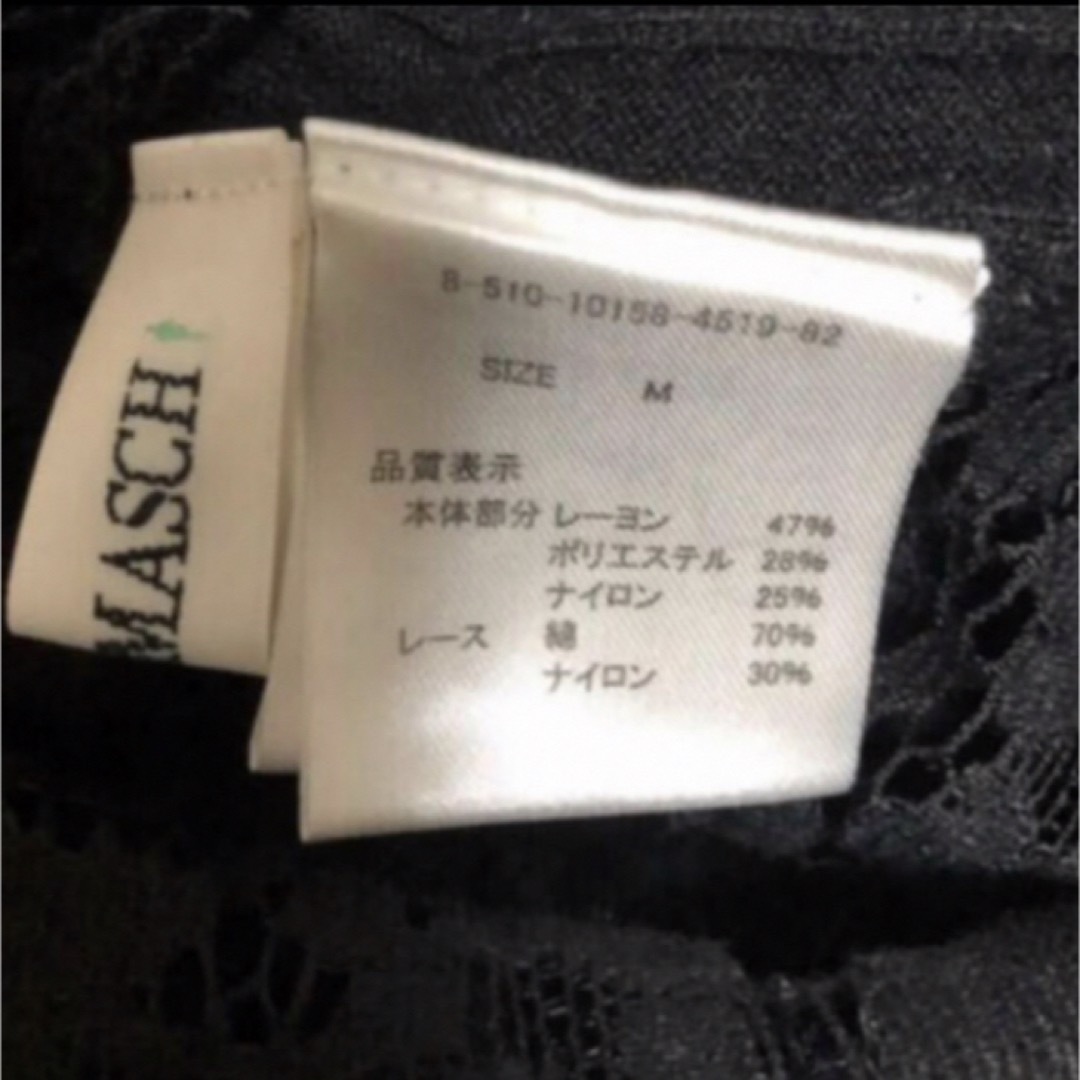 8-510-10158-4519-82
SIZE M
品質表示
本体部分 レーヨン 47%
ポリエステル 28%
ナイロン 25%
レース 綿 70%
ナイロン 30%
MASCH